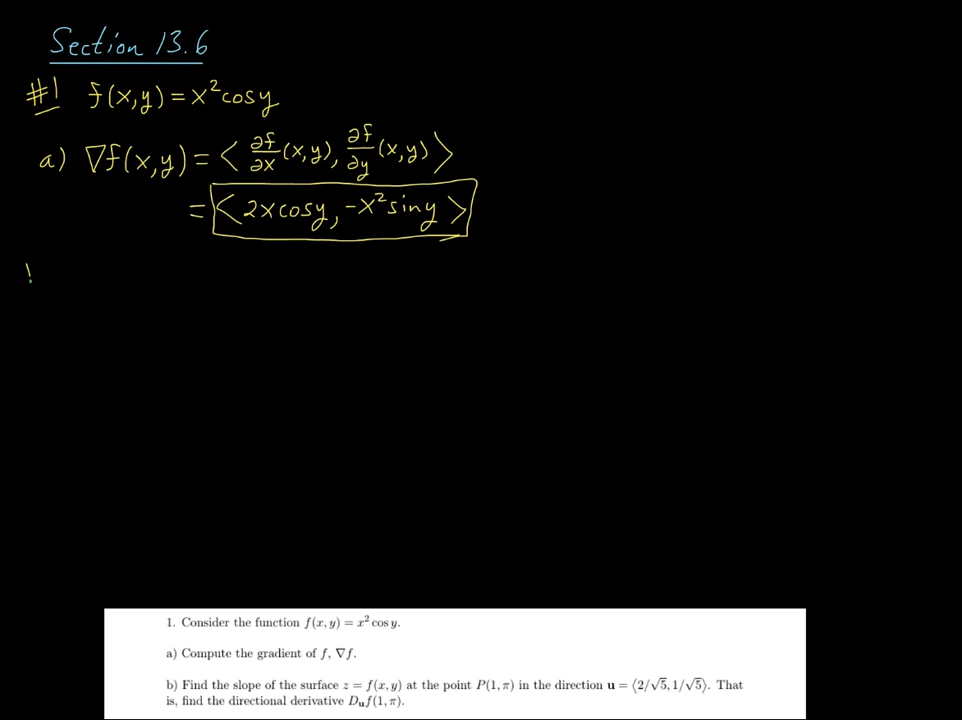 Section 13.6
#1 f(x,y) = x²cosy
a) ∇f(x,y) = < ∂f/∂x (x,y), ∂f/∂y (x,y) >
= < 2xcosy, -x²siny >
1. Consider the function f(x, y) = x² cos y.
a) Compute the gradient of f, ∇f.
b) Find the slope of the surface z = f(x, y) at the point P(1, π) in the direction u = ⟨2/√5, 1/√5⟩. That
is, find the directional derivative Duf(1, π).